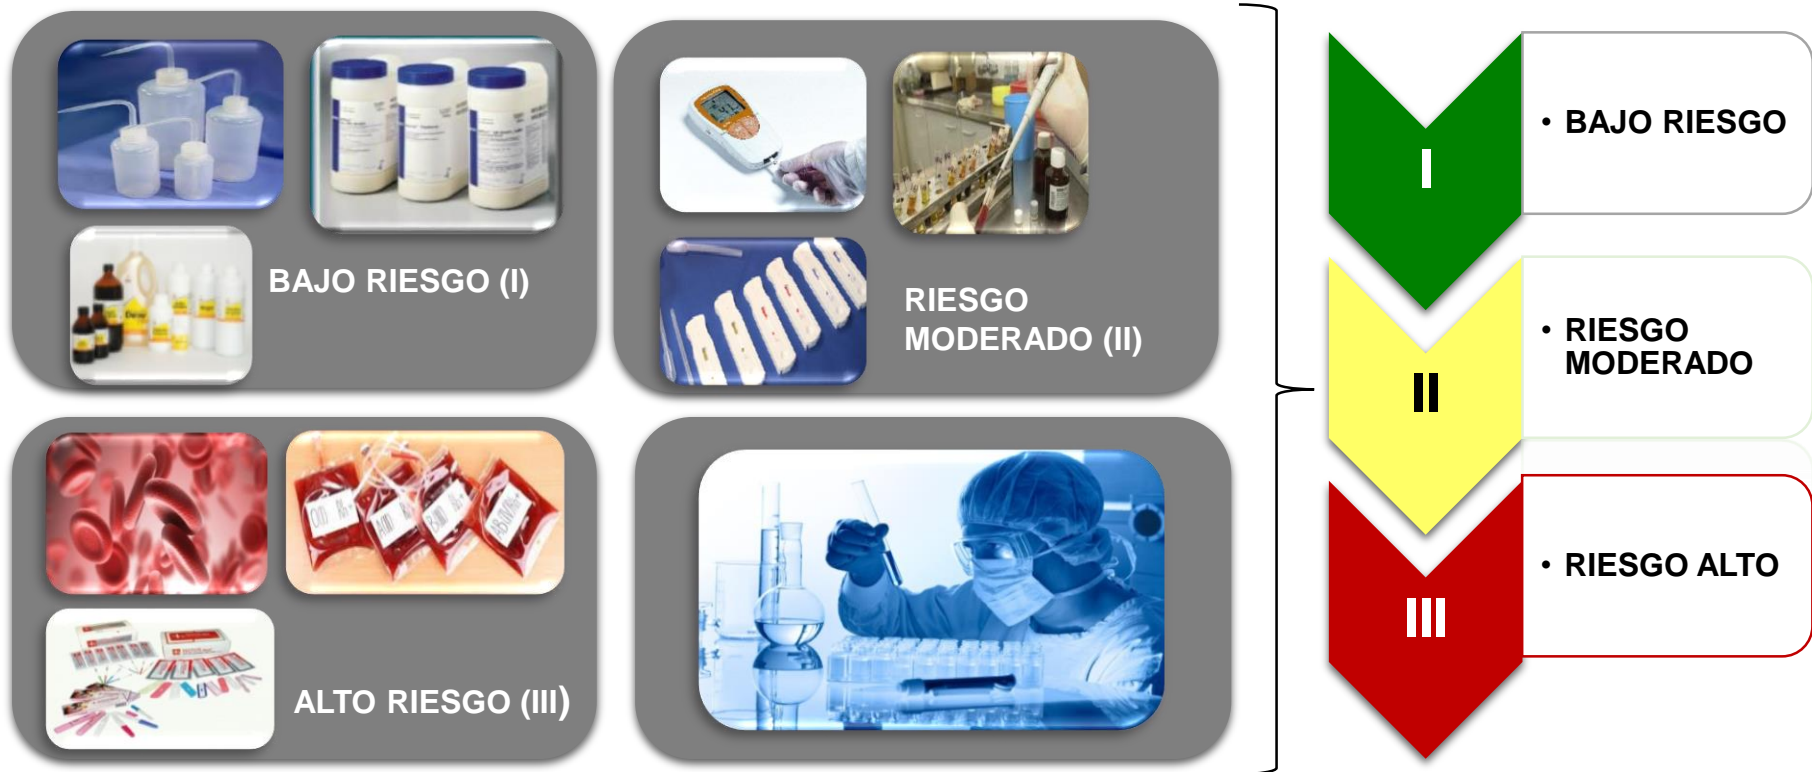 BAJO RIESGO (I)
RIESGO
MODERADO (II)
ALTO RIESGO (III)
I
• BAJO RIESGO
II
• RIESGO
MODERADO
III
• RIESGO ALTO